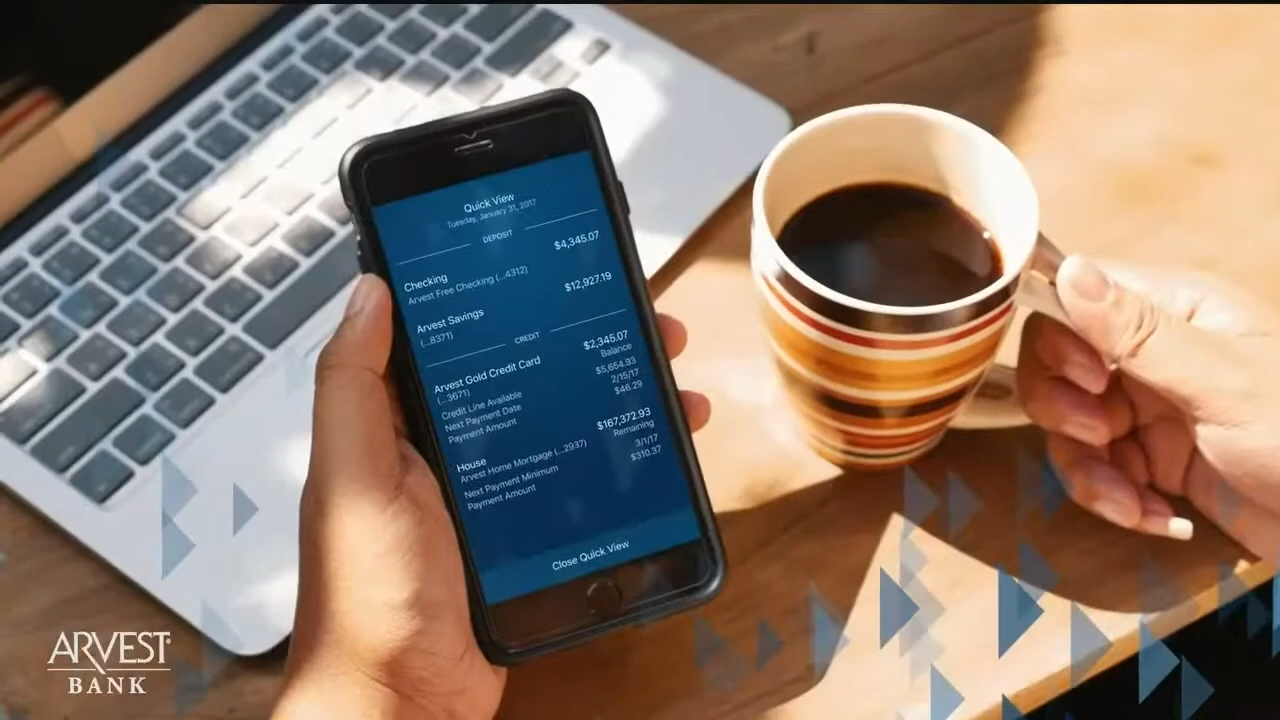 Quick View
Tuesday, January 31, 2017
DEPOSIT
$4,345.07
Checking
Arvest Free Checking (...4312)
$12,927.19
Arvest Savings
(...8371)
CREDIT
$2,345.07
Arvest Gold Credit Card
Balance
(...3671)
$5,654.93
Credit Line Available
2/15/17
Next Payment Date
$46.29
Payment Amount
$167,372.93
House
Remaining
Arvest Home Mortgage (...2937)
3/1/17
Next Payment Minimum
$310.37
Payment Amount
Close Quick View
ARVEST
BANK